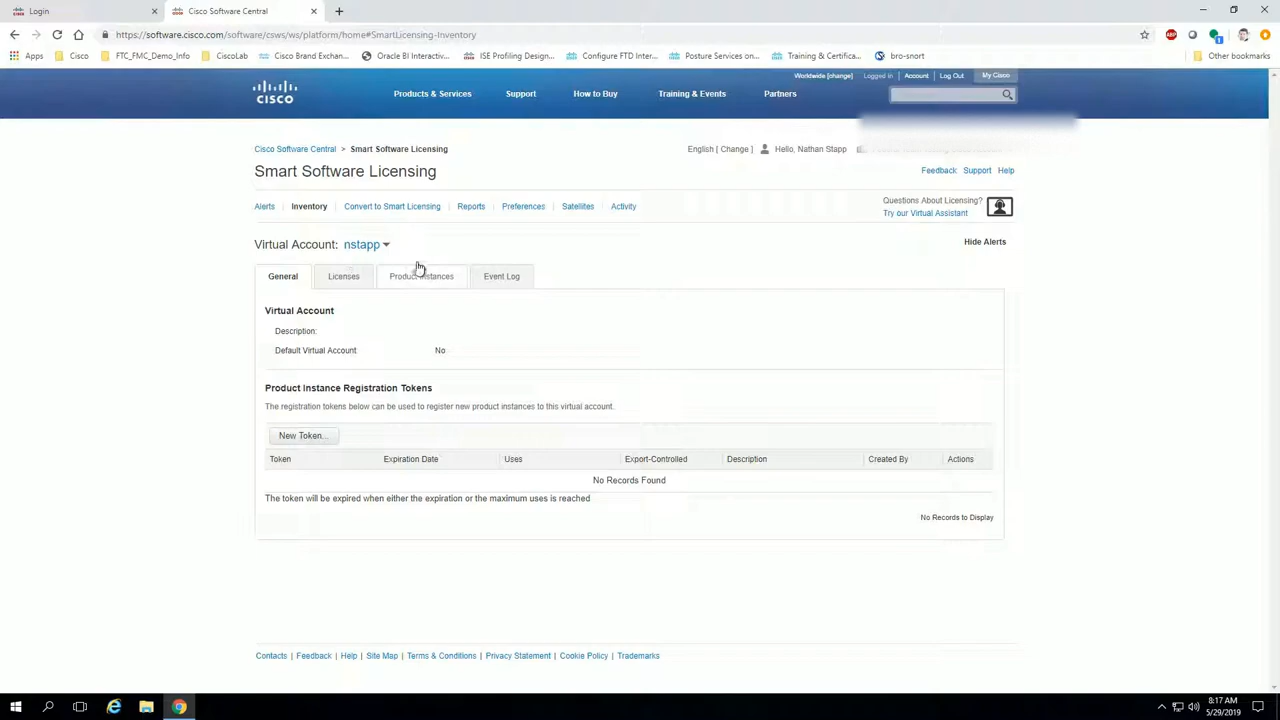 Login
Cisco Software Central
https://software.cisco.com/software/csws/ws/platform/home#SmartLicensing-Inventory
ABP
1
Apps Cisco FTC_FMC_Demo_Info CiscoLab Cisco Brand Exchan... Oracle BI Interactiv... ISE Profiling Design... Configure FTD Inter... Posture Services on... Training & Certifica... bro-snort Other bookmarks
Worldwide [change] Logged in Account Log Out My Cisco
CISCO
Products & Services Support How to Buy Training & Events Partners
Cisco Software Central > Smart Software Licensing
English [ Change ] Hello, Nathan Stapp
Smart Software Licensing
Feedback Support Help
Alerts Inventory Convert to Smart Licensing Reports Preferences Satellites Activity
Questions About Licensing?
Try our Virtual Assistant
Virtual Account: nstapp
Hide Alerts
General Licenses Product Instances Event Log
Virtual Account
Description:
Default Virtual Account No
Product Instance Registration Tokens
The registration tokens below can be used to register new product instances to this virtual account.
New Token...
Token Expiration Date Uses Export-Controlled Description Created By Actions
No Records Found
The token will be expired when either the expiration or the maximum uses is reached
No Records to Display
Contacts | Feedback | Help | Site Map | Terms & Conditions | Privacy Statement | Cookie Policy | Trademarks
8:17 AM
5/29/2019